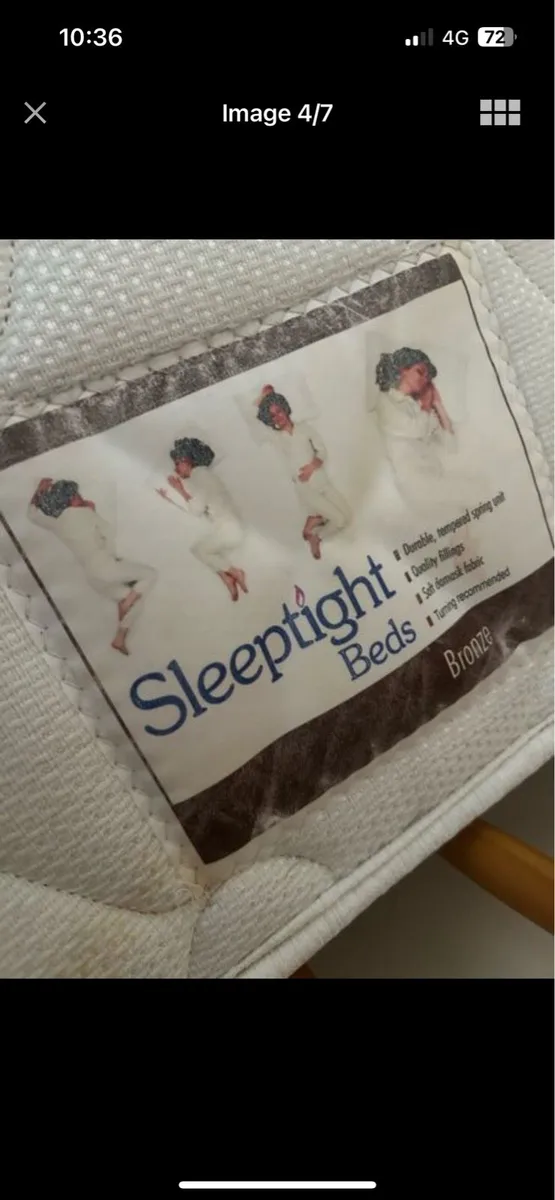 10:36
4G 72
Image 4/7
Sleeptight
Beds
Durable, tempered spring unit
Quality fillings
Soft damask fabric
Turning recommended
Bronze